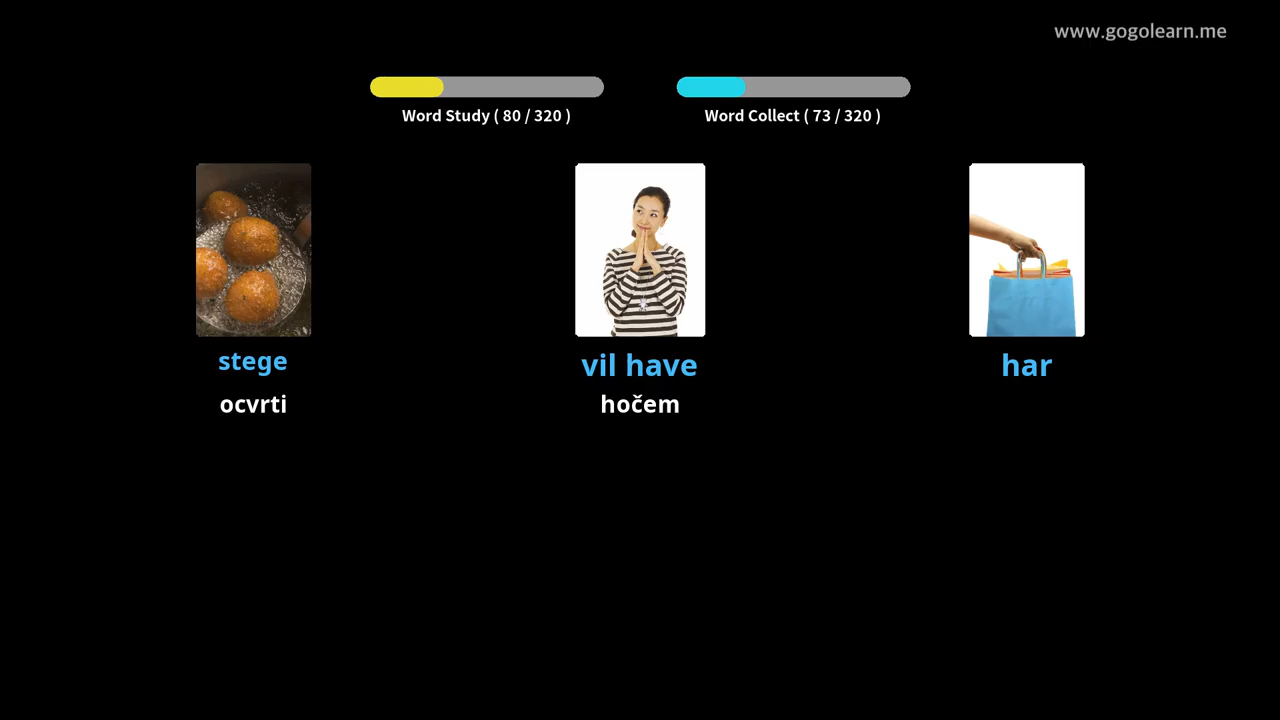 www.gogolearn.me
Word Study ( 80 / 320 )
Word Collect ( 73 / 320 )
stege
vil have
har
ocvrti
hočem